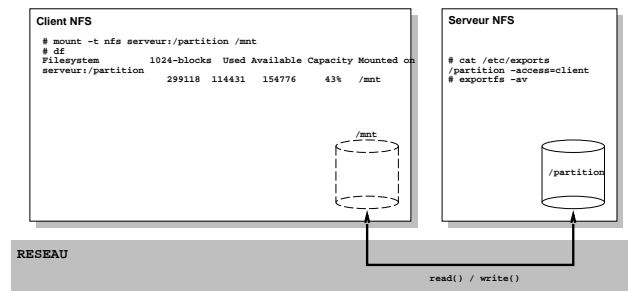 Client NFS
# mount -t nfs serveur:/partition /mnt
# df
Filesystem 1024-blocks Used Available Capacity Mounted on
serveur:/partition
299118 114431 154776 43% /mnt
/mnt
Serveur NFS
# cat /etc/exports
/partition -access=client
# exportfs -av
/partition
RESEAU
read() / write()